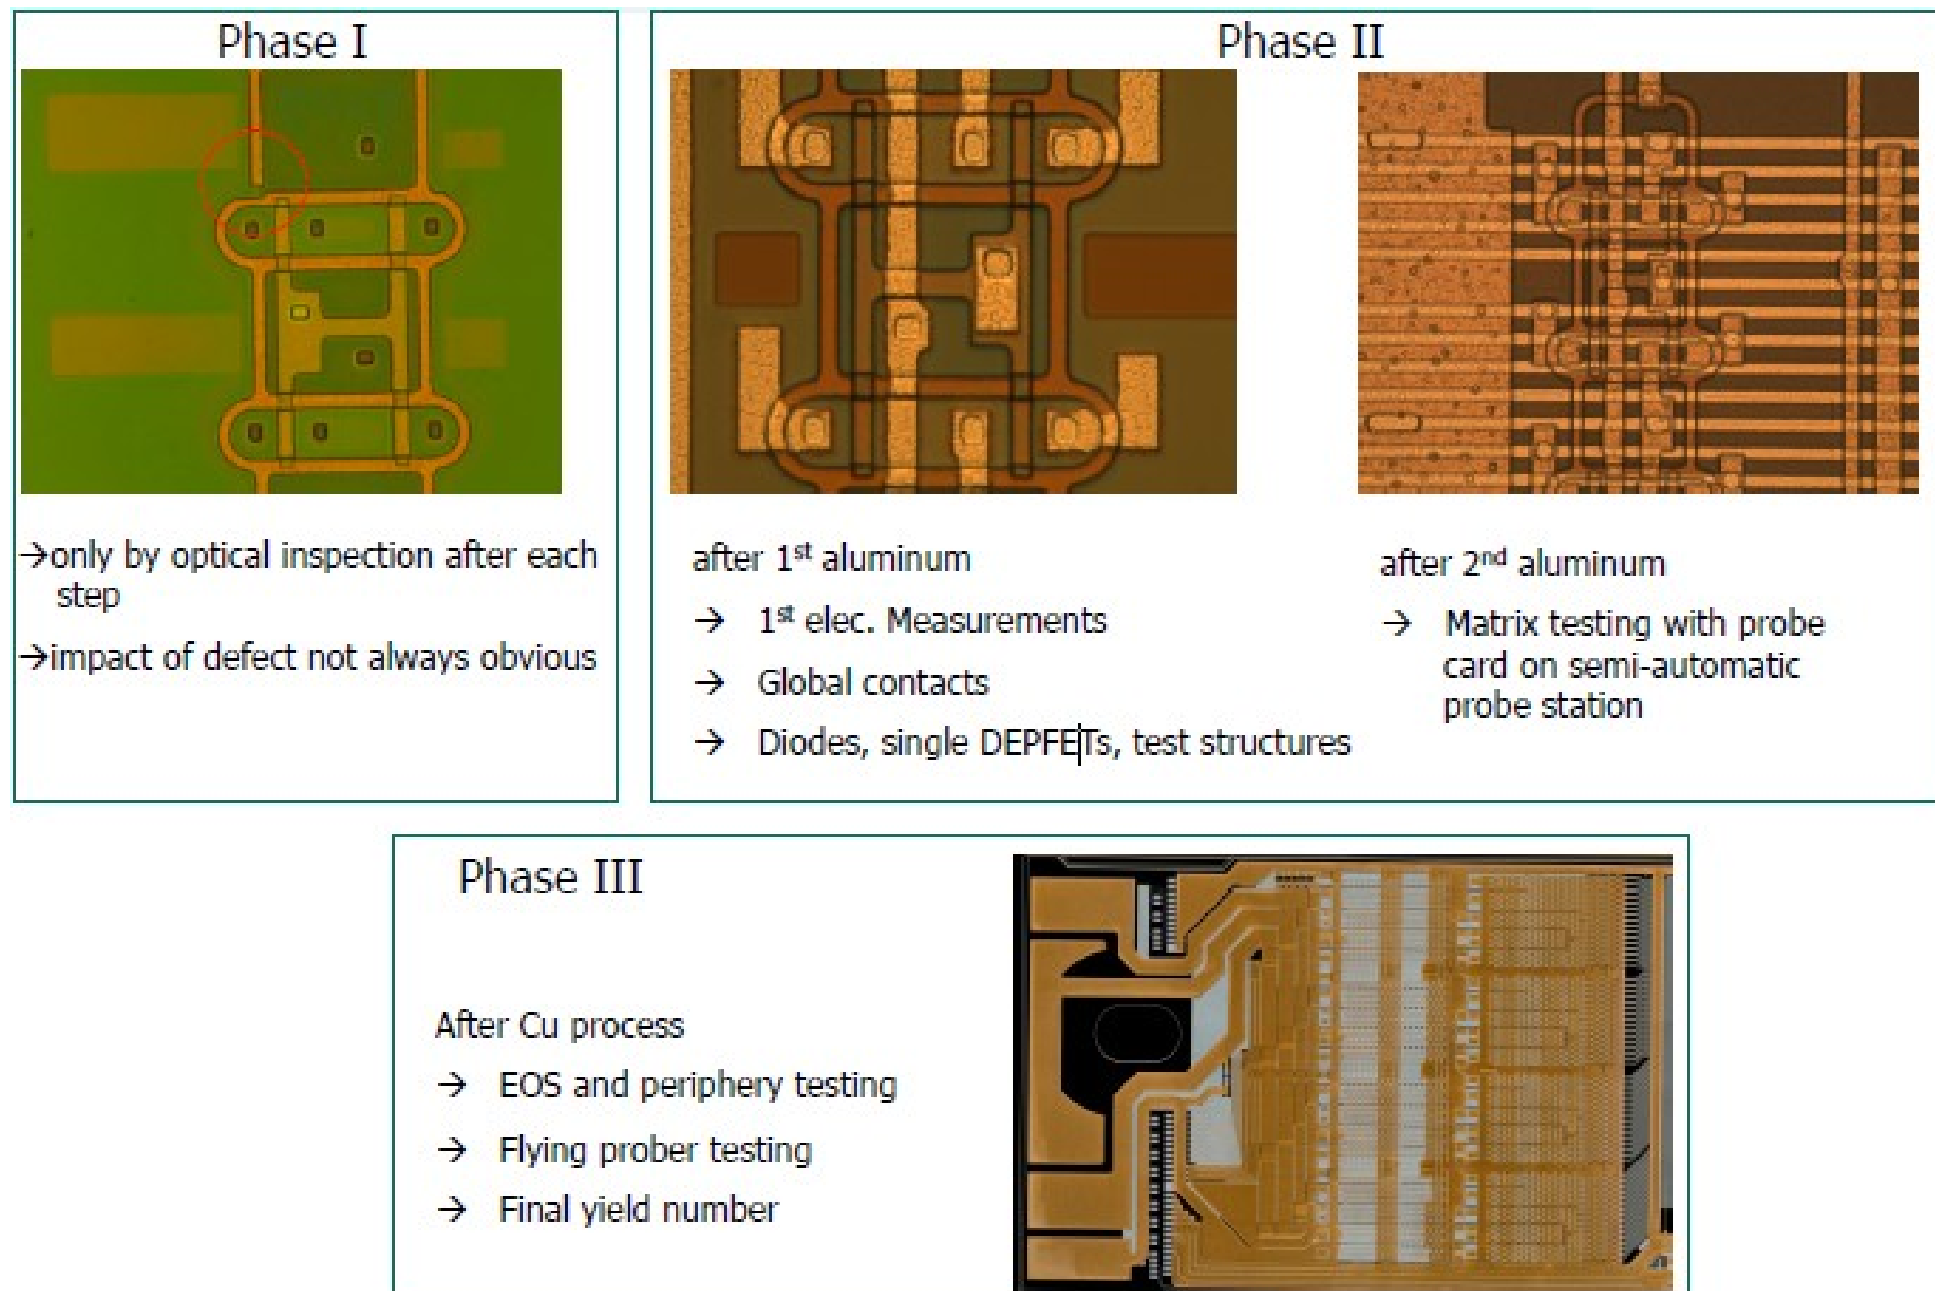 Phase I
→only by optical inspection after each
step
→impact of defect not always obvious
Phase II
after 1st aluminum
→ 1st elec. Measurements
→ Global contacts
→ Diodes, single DEPFETs, test structures
after 2nd aluminum
→ Matrix testing with probe
card on semi-automatic
probe station
Phase III
After Cu process
→ EOS and periphery testing
→ Flying prober testing
→ Final yield number